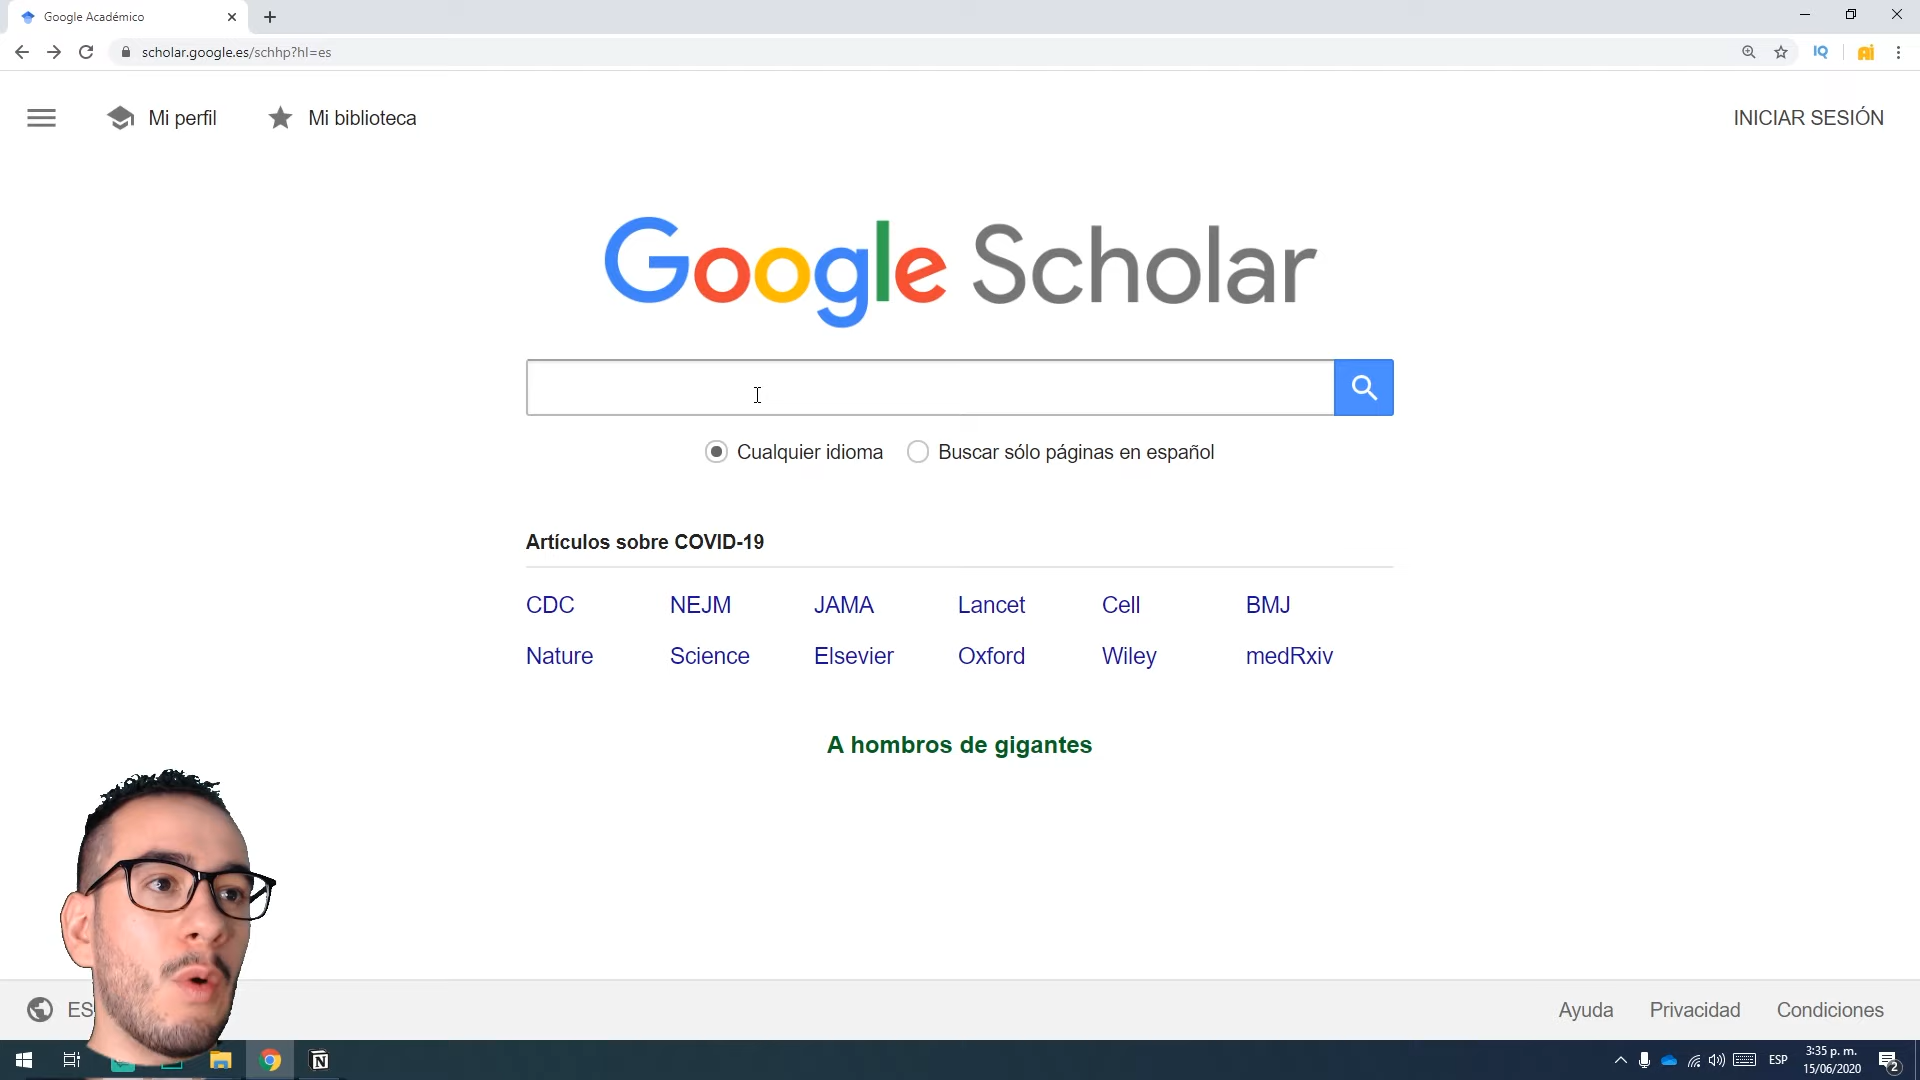 Google Académico
scholar.google.es/schhp?hl=es
IQ
Mi perfil
Mi biblioteca
INICIAR SESIÓN
Google Scholar
Cualquier idioma
Buscar sólo páginas en español
Artículos sobre COVID-19
CDC NEJM JAMA Lancet Cell BMJ
Nature Science Elsevier Oxford Wiley medRxiv
A hombros de gigantes
ES
Ayuda
Privacidad
Condiciones
ESP
3:35 p. m.
15/06/2020
2